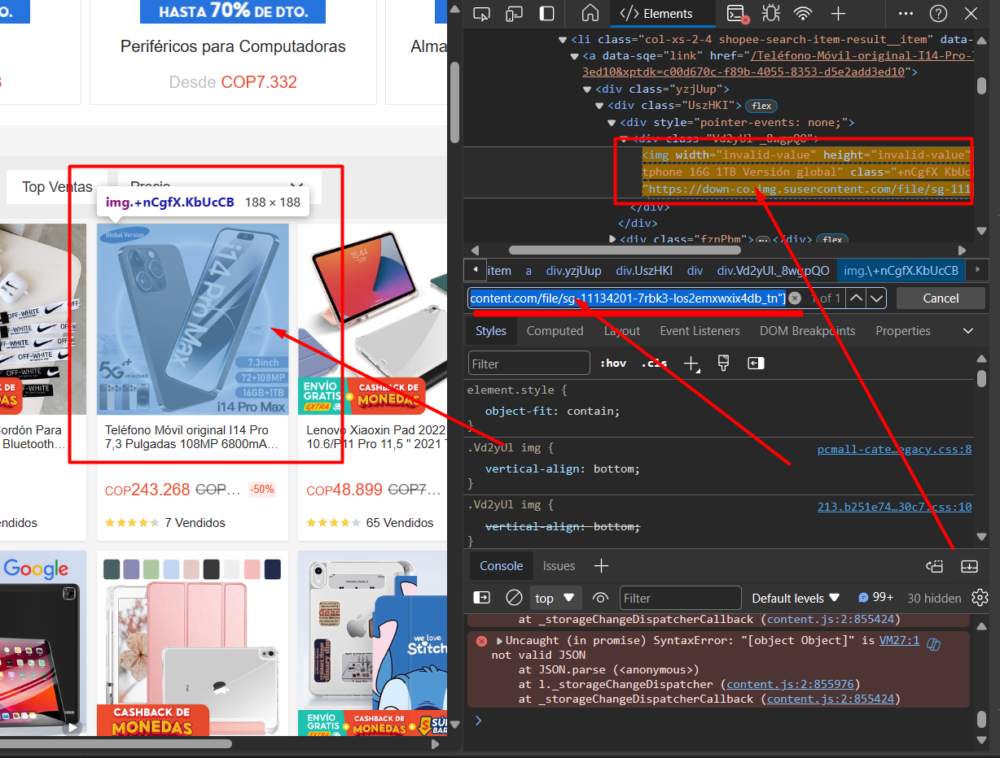 O.
HASTA 70% DE DTO.
Periféricos para Computadoras
Alma
Desde COP7.332
3
Top Ventas
Precio
img.+nCgfX.KbUcCB 188 × 188
Global Version
i14 Pro Max
5G++
unlocked
7.3inch
72+108MP
16GB+1TB
i14 Pro Max
OFF-WHITE
WHITE
OFF-WHITE
OFF-WHITE
WHITE
DE
DAS
ENVÍO
GRATIS
EXTRA
+
CASHBACK DE
MONEDAS
Cordón Para
Bluetooth...
Teléfono Móvil original I14 Pro
7,3 Pulgadas 108MP 6800mA...
Lenovo Xiaoxin Pad 2022
10.6/P11 Pro 11,5 " 2021 T
COP243.268 COP... -50%
COP48.899 COP7...
endidos
7 Vendidos
65 Vendidos
Google
CASHBACK DE
MONEDAS
dear
dinary diar
we love
Stitch
ENVÍO
GRATIS
+
CASHBACK DE
MONEDAS
+
S
SÚ
BAR
</> Elements
<li class="col-xs-2-4 shopee-search-item-result__item" data-
<a data-sqe="link" href="/Teléfono-Móvil-original-I14-Pro-7
3ed10&xptdk=c00d670c-f89b-4055-8353-d5e2add3ed10">
<div class="yzjUup">
<div class="UszHKI"> flex
<div style="pointer-events: none;">
<div class="Vd2yUl _8wgpQO">
<img width="invalid-value" height="invalid-value"
tphone 16G 1TB Versión global" class="+nCgfX KbUc
"https://down-co.img.susercontent.com/file/sg-111
</div>
</div>
<div class="fznPbm"> … </div> flex
item a div.yzjUup div.UszHKI div div.Vd2yUl._8wgpQO img.\+nCgfX.KbUcCB
content.com/file/sg-11134201-7rbk3-los2emxwxix4db_tn"] 1 of 1 Cancel
Styles Computed Layout Event Listeners DOM Breakpoints Properties
Filter :hov .cls
element.style {
object-fit: contain;
}
.Vd2yUl img { pcmall-cate…egacy.css:8
vertical-align: bottom;
}
.Vd2yUl img { 213.b251e74…30c7.css:10
vertical-align: bottom;
}
Console Issues
top Filter Default levels 99+ 30 hidden
at _storageChangeDispatcherCallback (content.js:2:855424)
Uncaught (in promise) SyntaxError: "[object Object]" is VM27:1
not valid JSON
at JSON.parse (<anonymous>)
at l._storageChangeDispatcher (content.js:2:855976)
at _storageChangeDispatcherCallback (content.js:2:855424)